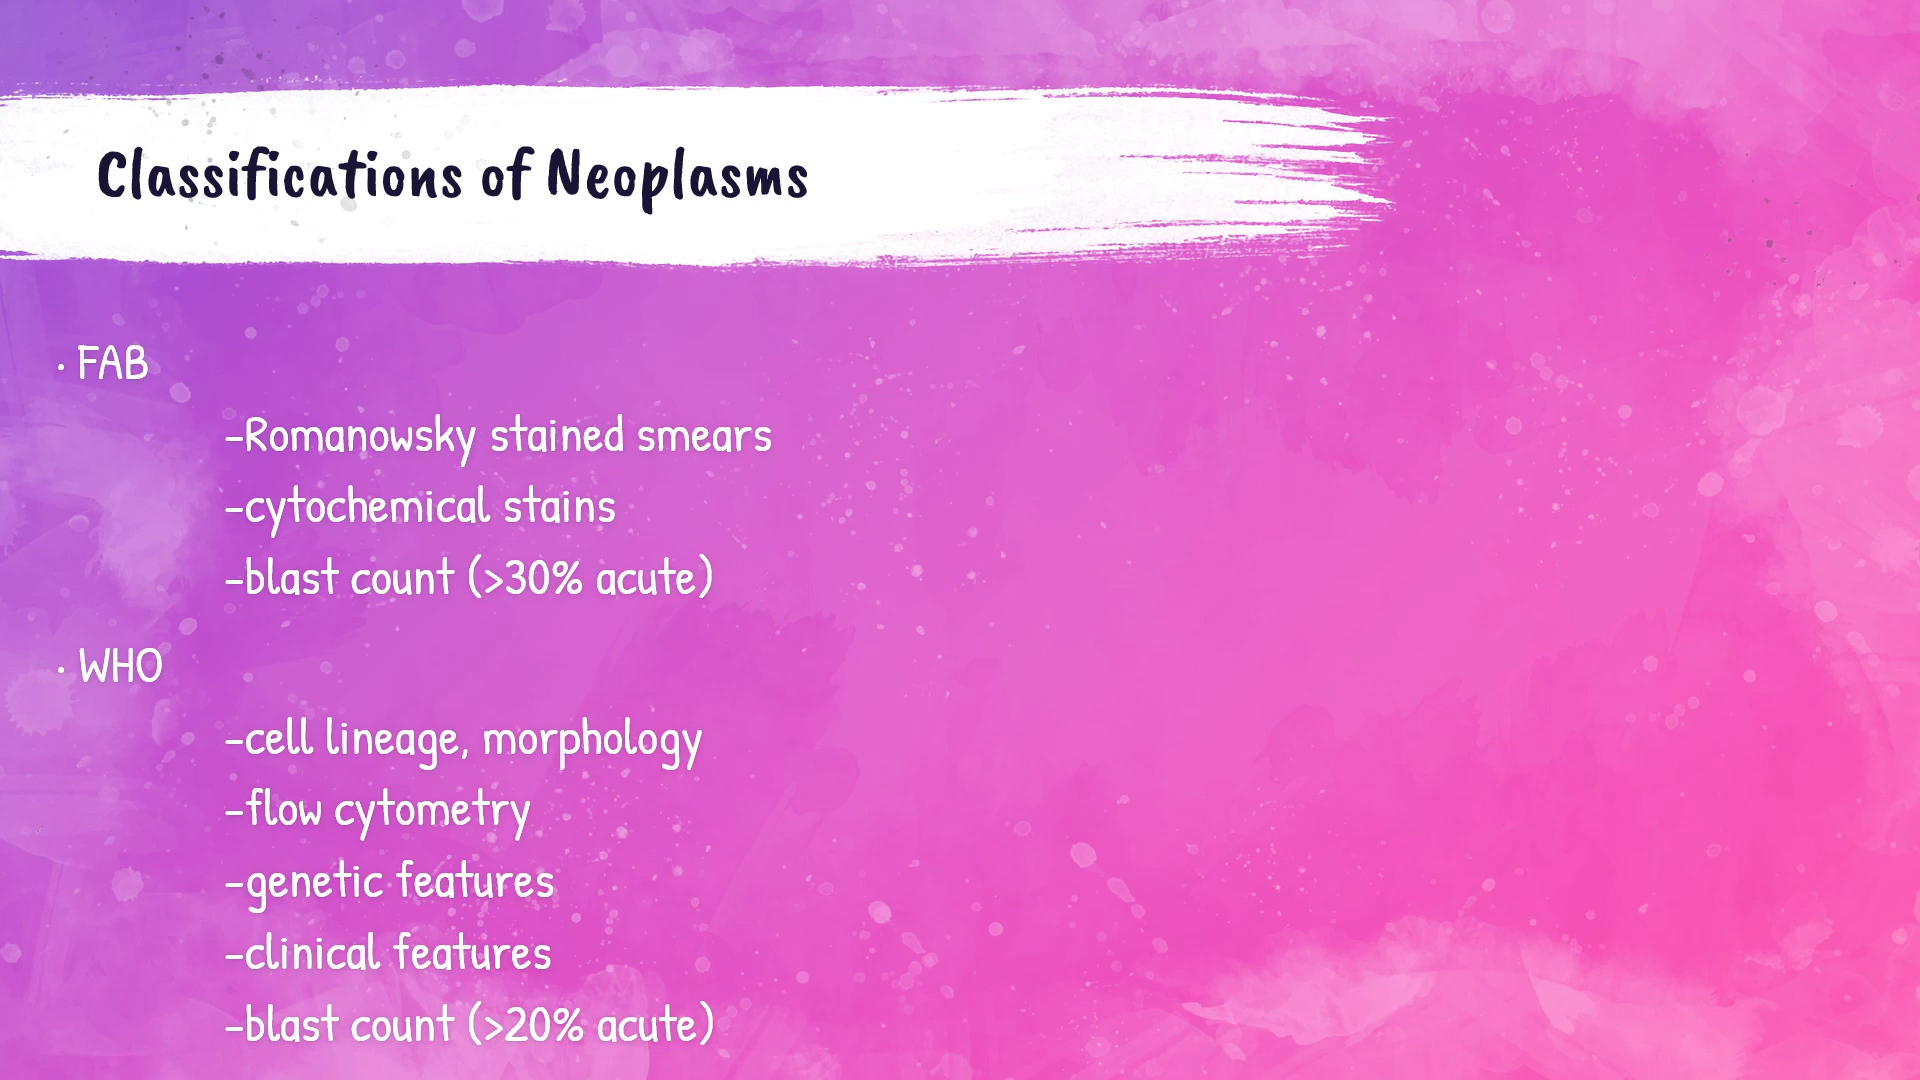 Classifications of Neoplasms
· FAB
-Romanowsky stained smears
-cytochemical stains
-blast count (>30% acute)
· WHO
-cell lineage, morphology
-flow cytometry
-genetic features
-clinical features
-blast count (>20% acute)